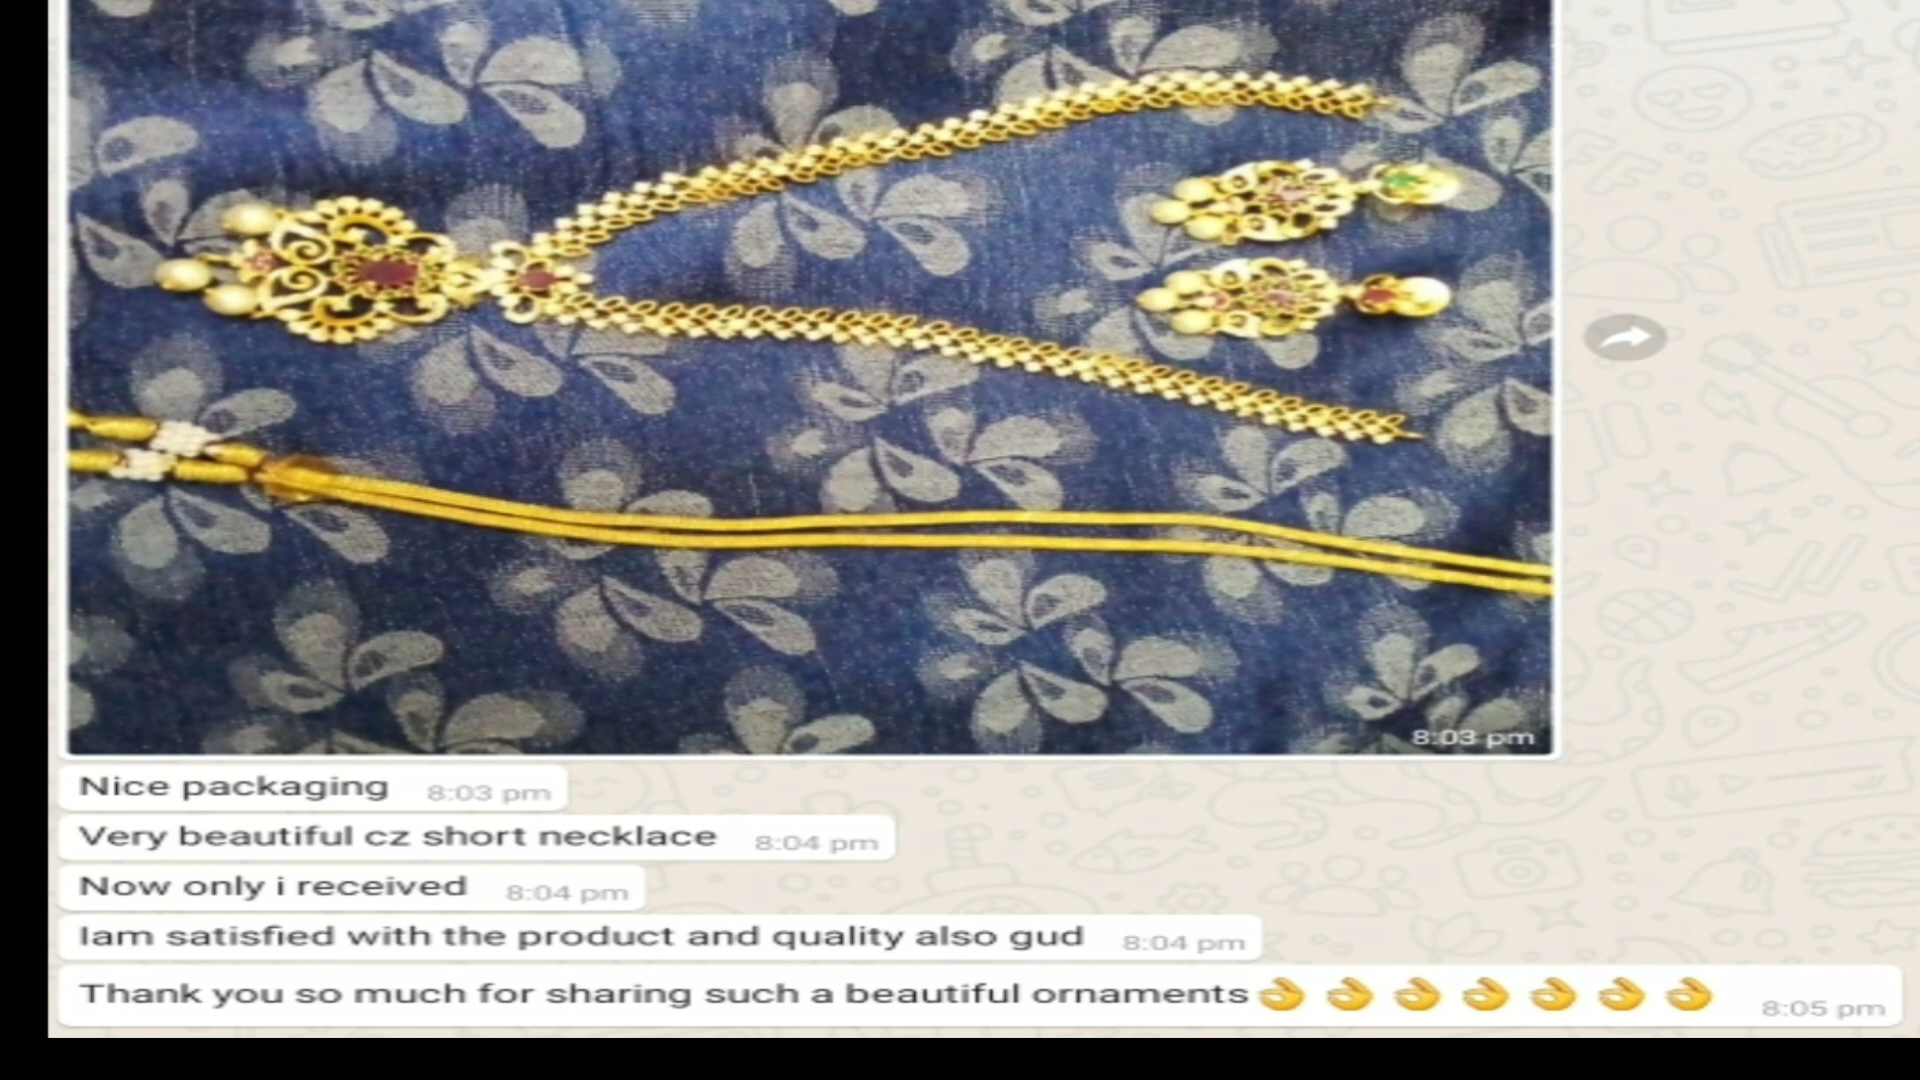 8:03 pm
Nice packaging 8:03 pm
Very beautiful cz short necklace 8:04 pm
Now only i received 8:04 pm
Iam satisfied with the product and quality also gud 8:04 pm
Thank you so much for sharing such a beautiful ornaments👌👌👌👌👌👌👌 8:05 pm